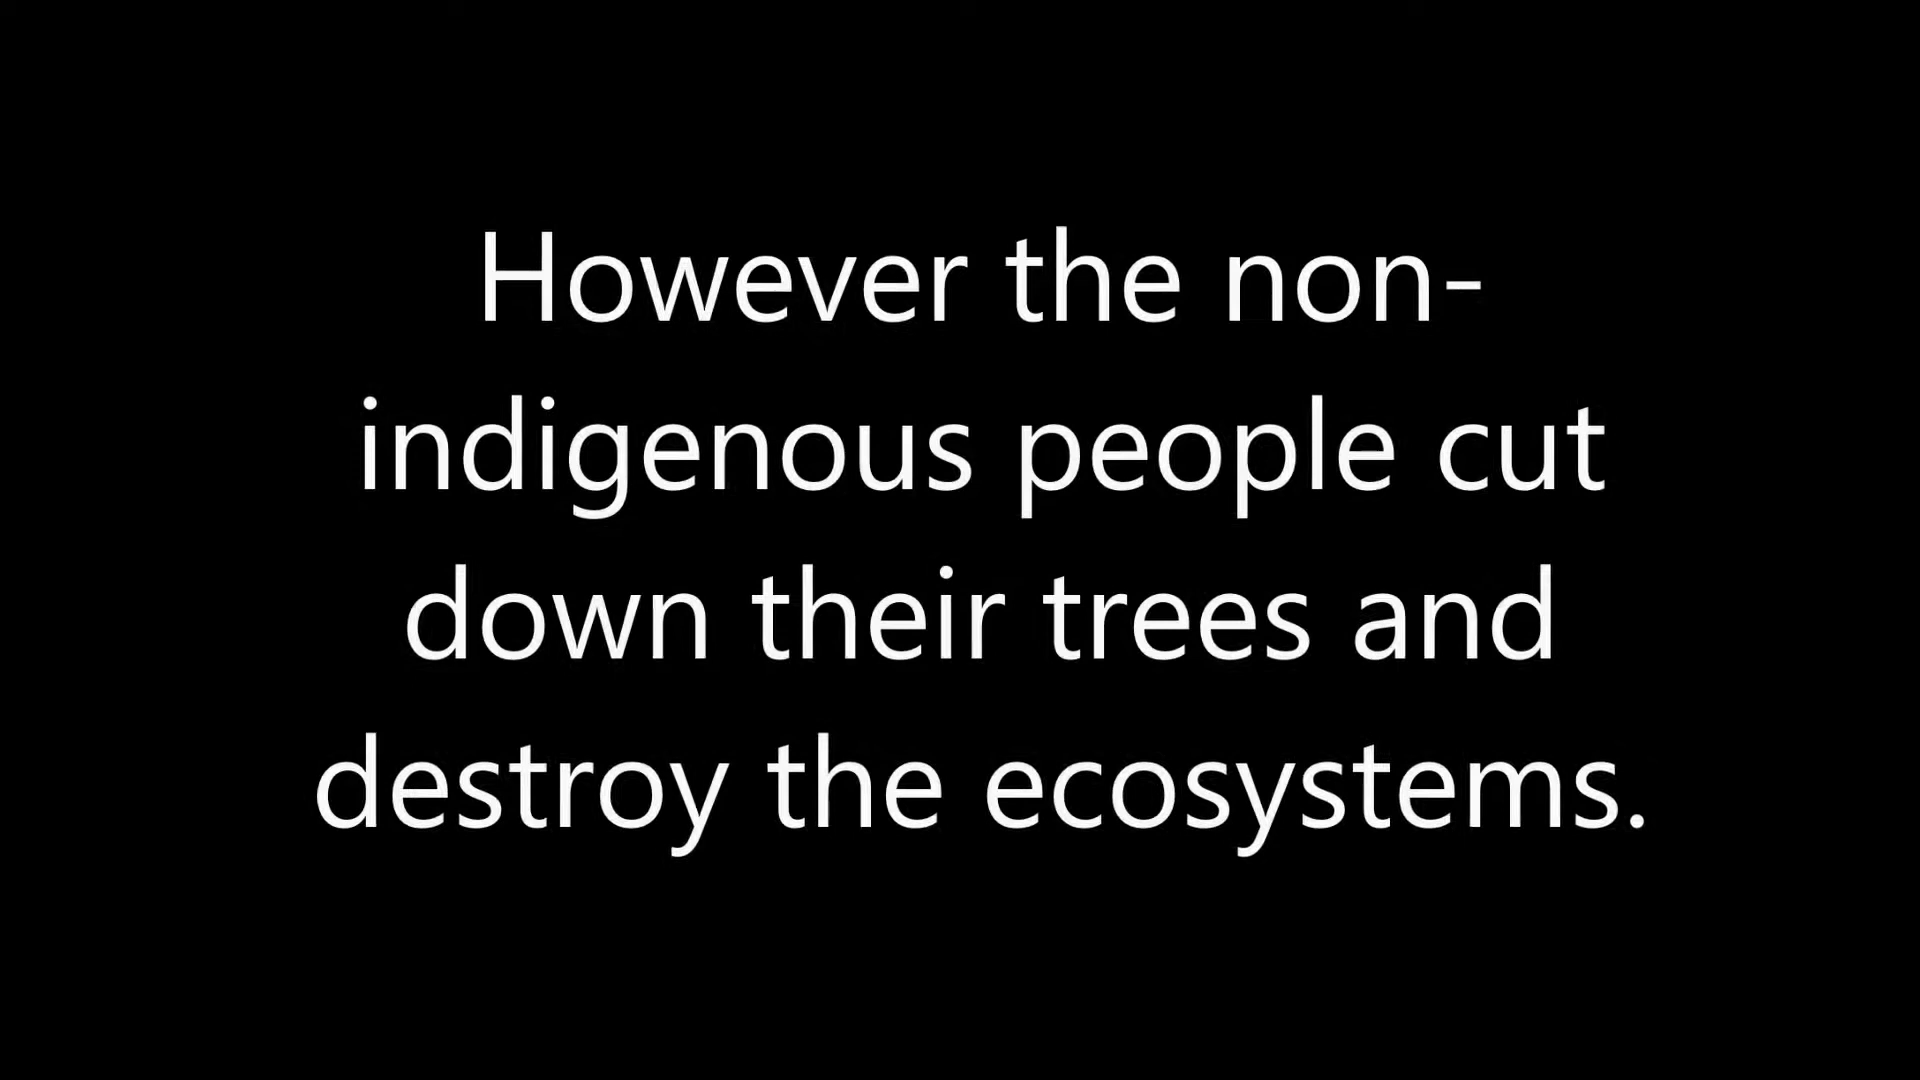 However the non-
indigenous people cut
down their trees and
destroy the ecosystems.